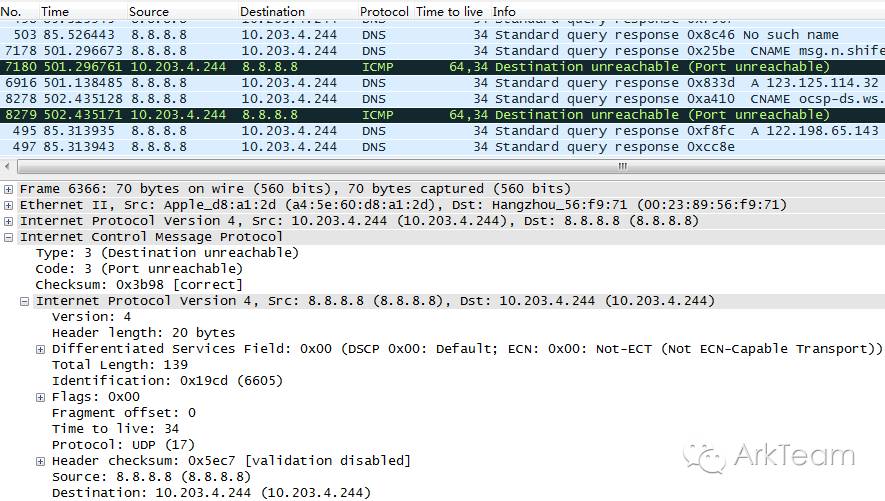 No. Time Source Destination Protocol Time to live Info
503 85.526443 8.8.8.8 10.203.4.244 DNS 34 Standard query response 0x8c46 No such name
7178 501.296673 8.8.8.8 10.203.4.244 DNS 34 Standard query response 0x25be CNAME msg.n.shife
7180 501.296761 10.203.4.244 8.8.8.8 ICMP 64,34 Destination unreachable (Port unreachable)
6916 501.138485 8.8.8.8 10.203.4.244 DNS 34 Standard query response 0x833d A 123.125.114.32
8278 502.435128 8.8.8.8 10.203.4.244 DNS 34 Standard query response 0xa410 CNAME ocsp-ds.ws.
8279 502.435171 10.203.4.244 8.8.8.8 ICMP 64,34 Destination unreachable (Port unreachable)
495 85.313935 8.8.8.8 10.203.4.244 DNS 34 Standard query response 0xf8fc A 122.198.65.143
497 85.313943 8.8.8.8 10.203.4.244 DNS 34 Standard query response 0xcc8e
Frame 6366: 70 bytes on wire (560 bits), 70 bytes captured (560 bits)
Ethernet II, Src: Apple_d8:a1:2d (a4:5e:60:d8:a1:2d), Dst: Hangzhou_56:f9:71 (00:23:89:56:f9:71)
Internet Protocol Version 4, Src: 10.203.4.244 (10.203.4.244), Dst: 8.8.8.8 (8.8.8.8)
Internet Control Message Protocol
Type: 3 (Destination unreachable)
Code: 3 (Port unreachable)
Checksum: 0x3b98 [correct]
Internet Protocol Version 4, Src: 8.8.8.8 (8.8.8.8), Dst: 10.203.4.244 (10.203.4.244)
Version: 4
Header length: 20 bytes
Differentiated Services Field: 0x00 (DSCP 0x00: Default; ECN: 0x00: Not-ECT (Not ECN-Capable Transport))
Total Length: 139
Identification: 0x19cd (6605)
Flags: 0x00
Fragment offset: 0
Time to live: 34
Protocol: UDP (17)
Header checksum: 0x5ec7 [validation disabled]
Source: 8.8.8.8 (8.8.8.8)
Destination: 10.203.4.244 (10.203.4.244)
ArkTeam